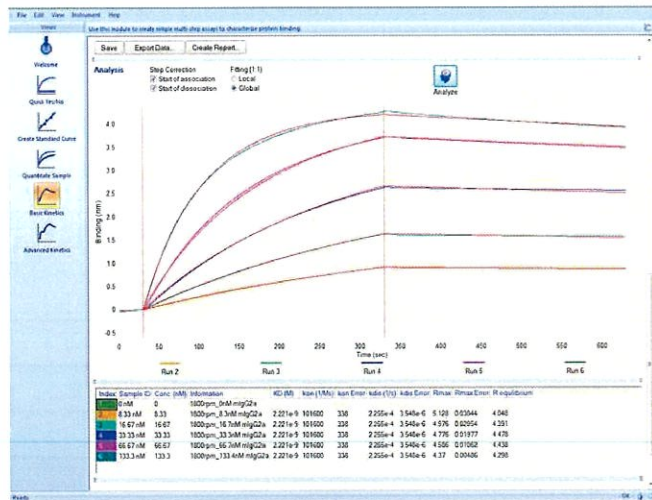 File Edit View Instrument Help
Views
Use this module to create simple multi-step assays to characterize protein binding.
Welcome
Create Standard Curve
Quantitate Sample
Basic Kinetics
Advanced Kinetics
Save Export Data... Create Report...
Analysis
Step Correction
Start of association
Start of dissociation
Fitting (1:1)
Local
Global
Analyze
Binding (nm)
4.0
3.5
3.0
2.5
2.0
1.5
1.0
0.5
0
-0.5
0 50 100 150 200 250 300 350 400 450 500 550 600
Time (sec)
Run 2 Run 3 Run 4 Run 5 Run 6
Index Sample ID Conc (nM) Information KD (M) kon (1/Ms) kon Error kdis (1/s) kdis Error Rmax Rmax Error R equilibrium
0 nM 0 1800rpm_0nM mIgG2a
8.33 nM 8.33 1800rpm_8.3nM mIgG2a 2.221e-9 101600 338 2.256e-4 3.548e-6 5.128 0.03844 4.048
16.67 nM 16.67 1800rpm_16.7nM mIgG2a 2.221e-9 101600 338 2.256e-4 3.548e-6 4.976 0.02954 4.391
33.33 nM 33.33 1800rpm_33.3nM mIgG2a 2.221e-9 101600 338 2.256e-4 3.548e-6 4.776 0.01977 4.478
66.67 nM 66.67 1800rpm_66.7nM mIgG2a 2.221e-9 101600 338 2.256e-4 3.548e-6 4.586 0.01062 4.438
133.3 nM 133.3 1800rpm_133.4nM mIgG2a 2.221e-9 101600 338 2.256e-4 3.548e-6 4.37 0.00486 4.298
Ready